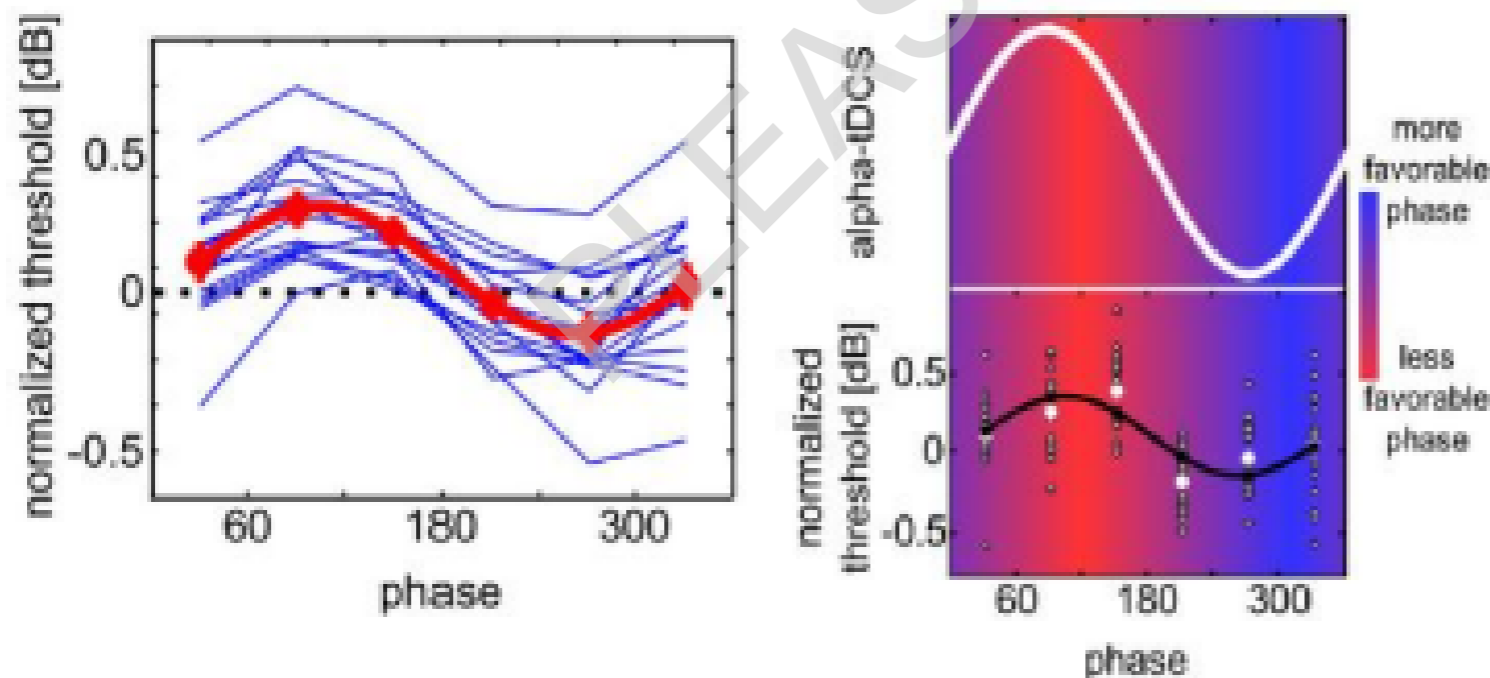 normalized threshold [dB]
0.5
0
-0.5
60 180 300
phase
alpha-tDCS
normalized
threshold [dB]
0.5
0
-0.5
60 180 300
phase
more
favorable
phase
less
favorable
phase
PLEAS